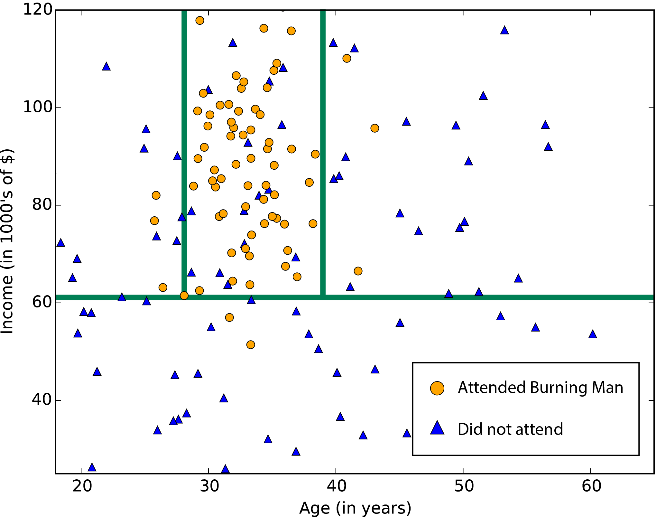 120
100
80
60
40
Income (in 1000's of $)
Attended Burning Man
Did not attend
20 30 40 50 60
Age (in years)